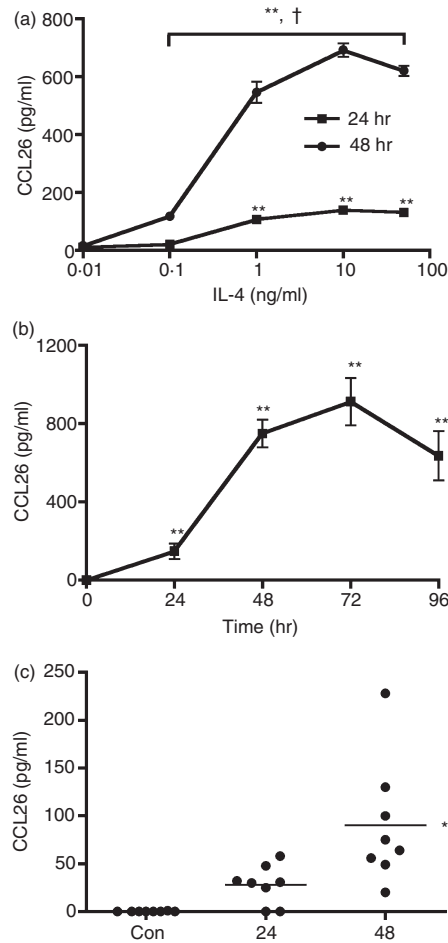 (a)
**, †
800
600
400
200
0
CCL26 (pg/ml)
24 hr
48 hr
** ** **
0·01 0·1 1 10 100
IL-4 (ng/ml)
(b)
1200
800
400
0
CCL26 (pg/ml)
** ** ** **
0 24 48 72 96
Time (hr)
(c)
250
200
150
100
50
0
CCL26 (pg/ml)
*
Con 24 48